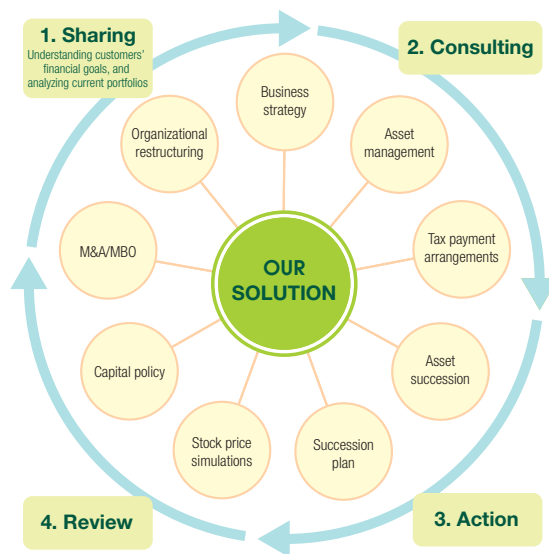 1. Sharing
Understanding customers'
financial goals, and
analyzing current portfolios
2. Consulting
Business
strategy
Asset
management
Tax payment
arrangements
Asset
succession
Succession
plan
Stock price
simulations
Capital policy
M&A/MBO
Organizational
restructuring
OUR
SOLUTION
3. Action
4. Review